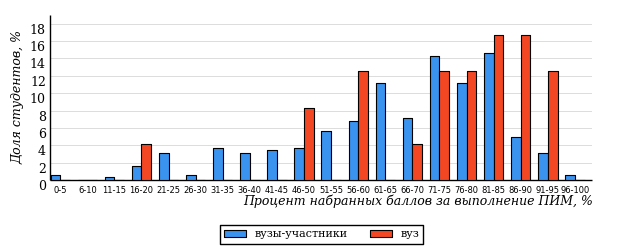 Доля студентов, %
18
16
14
12
10
8
6
4
2
0
0-5 6-10 11-15 16-20 21-25 26-30 31-35 36-40 41-45 46-50 51-55 56-60 61-65 66-70 71-75 76-80 81-85 86-90 91-95 96-100
Процент набранных баллов за выполнение ПИМ, %
вузы-участники вуз